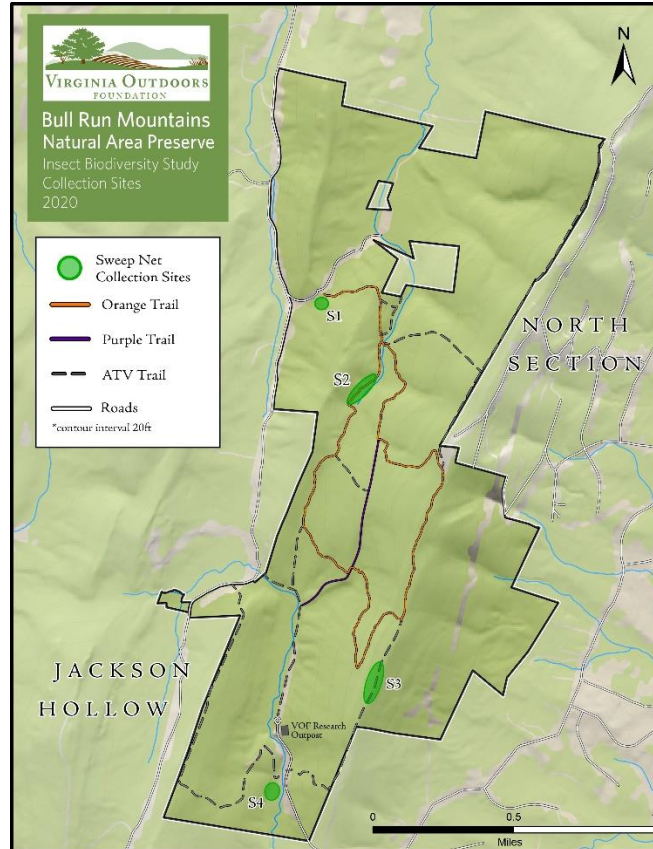 VIRGINIA OUTDOORS
FOUNDATION
Bull Run Mountains
Natural Area Preserve
Insect Biodiversity Study
Collection Sites
2020
N
Sweep Net
Collection Sites
Orange Trail
Purple Trail
ATV Trail
Roads
*contour interval 20ft
S1
NORTH
SECTION
S2
JACKSON
HOLLOW
S3
VOF Research
Outpost
S4
0
0.5
Miles